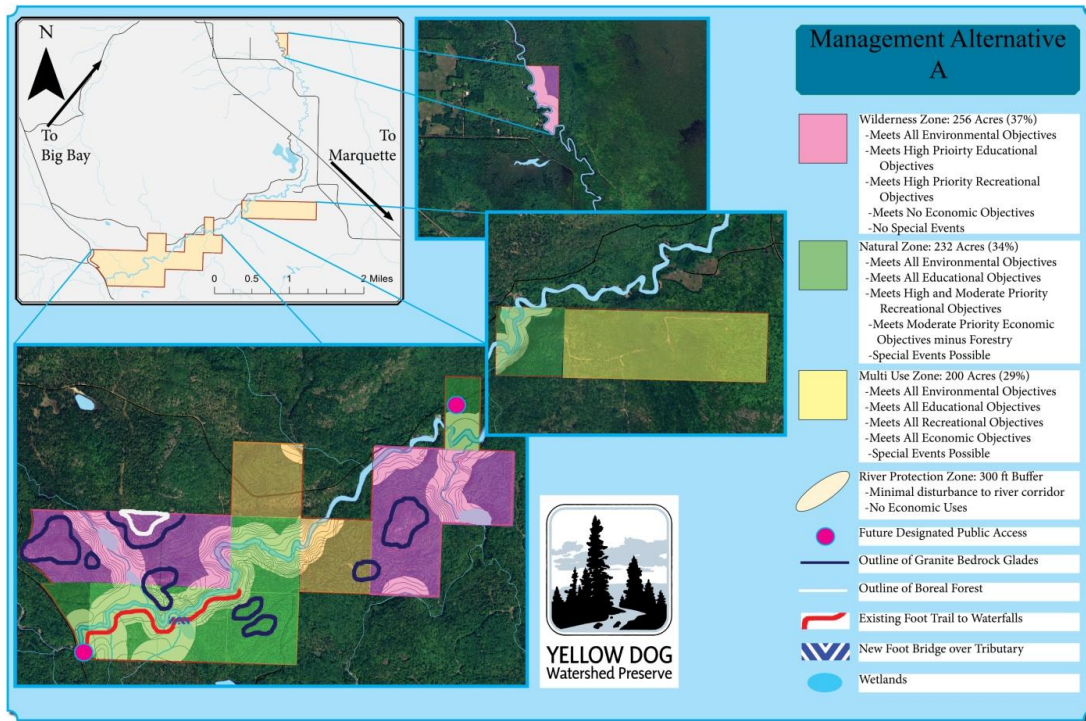 N
To
Big Bay
To
Marquette
0 0.5 1 2 Miles
Management Alternative
A
Wilderness Zone: 256 Acres (37%)
-Meets All Environmental Objectives
-Meets High Prioirty Educational
Objectives
-Meets High Priority Recreational
Objectives
-Meets No Economic Objectives
-No Special Events
Natural Zone: 232 Acres (34%)
-Meets All Environmental Objectives
-Meets All Educational Objectives
-Meets High and Moderate Priority
Recreational Objectives
-Meets Moderate Priority Economic
Objectives minus Forestry
-Special Events Possible
Multi Use Zone: 200 Acres (29%)
-Meets All Environmental Objectives
-Meets All Educational Objectives
-Meets All Recreational Objectives
-Meets All Economic Objectives
-Special Events Possible
River Protection Zone: 300 ft Buffer
-Minimal disturbance to river corridor
-No Economic Uses
Future Designated Public Access
Outline of Granite Bedrock Glades
Outline of Boreal Forest
Existing Foot Trail to Waterfalls
New Foot Bridge over Tributary
Wetlands
YELLOW DOG
Watershed Preserve